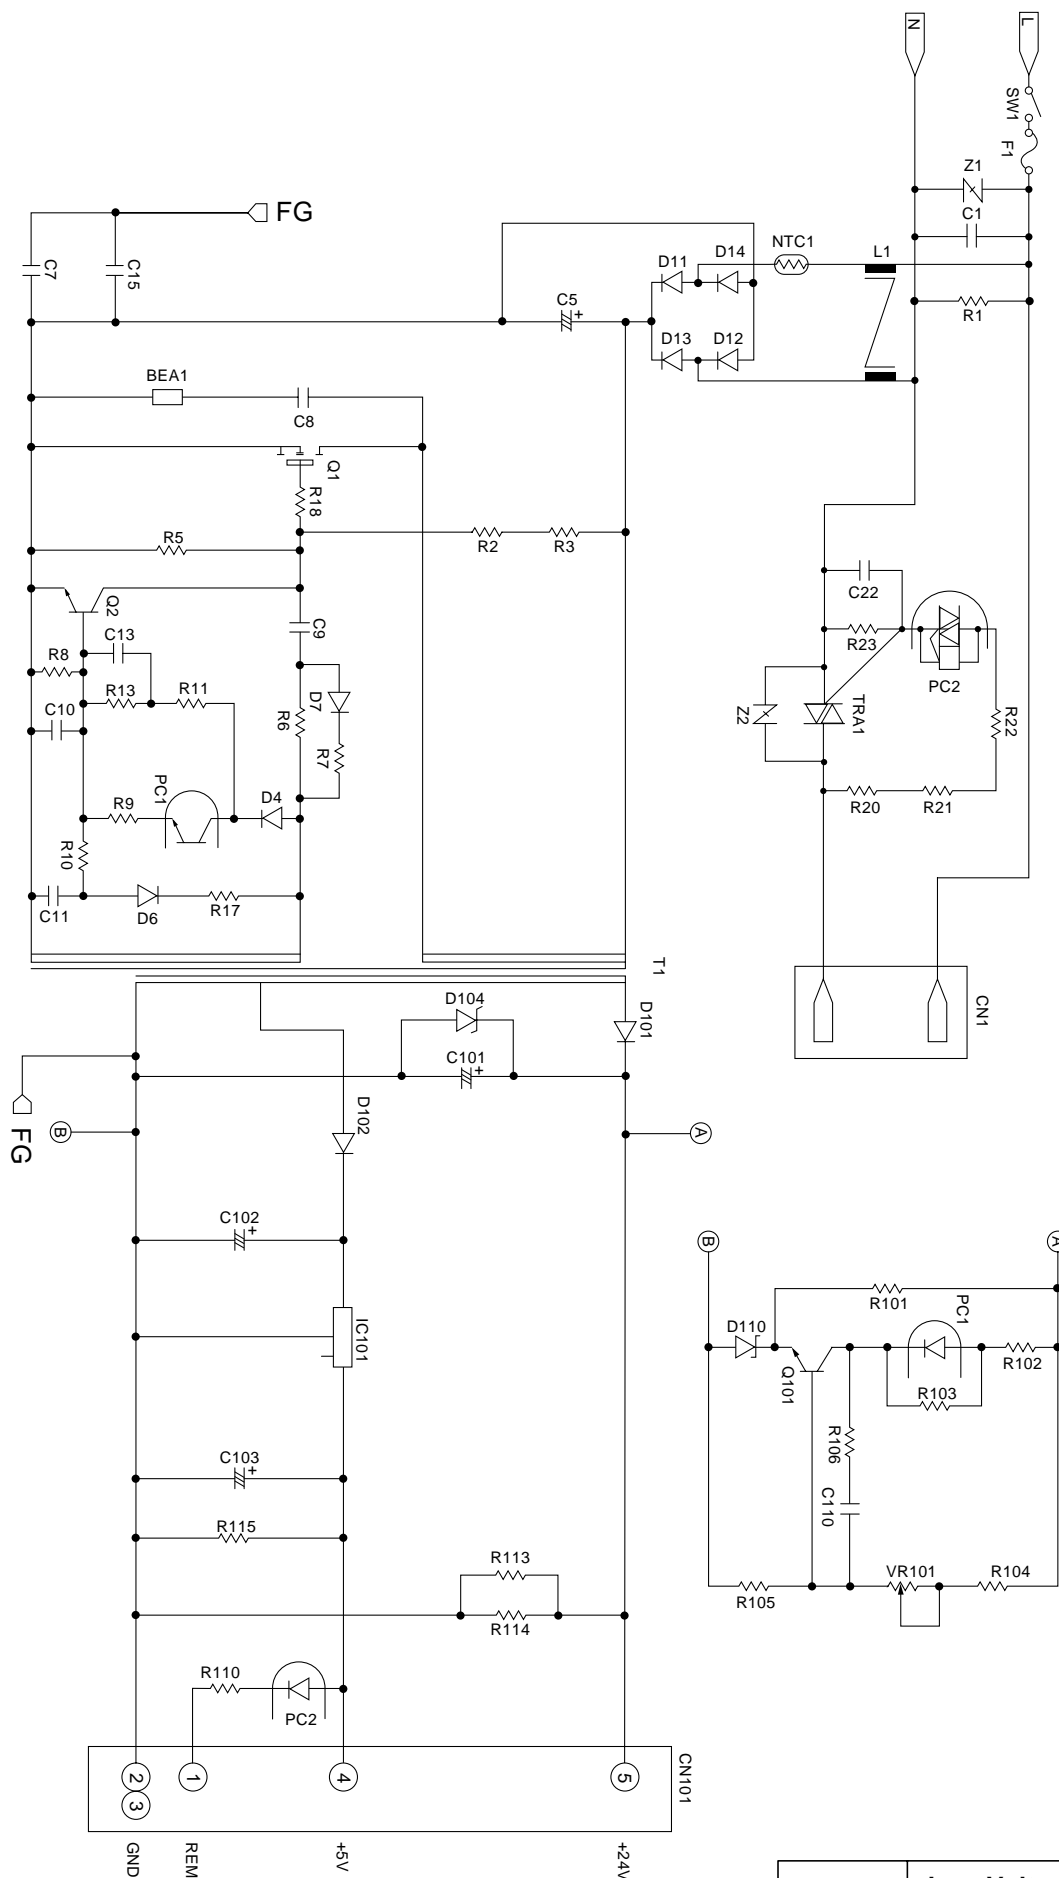 N
L
SW1
F1
Z1
C1
FG
L1
NTC1
D11
D14
C7
C15
C5
R1
D13
D12
BEA1
C8
Q1
R18
R5
R2
R3
Q2
C9
C22
R23
PC2
C13
R8
R13
R11
D7
R6
R7
C10
Z2
TRA1
R22
PC1
R9
D4
R20
R21
R10
C11
D6
R17
T1
D104
D101
CN1
C101
FG
B
D102
A
C102
B
A
R101
PC1
IC101
D110
Q101
R102
R103
R106
C103
C110
R115
R113
VR101
R104
R114
R105
R110
PC2
CN101
2
3
1
4
5
GND
REM
+5V
+24V